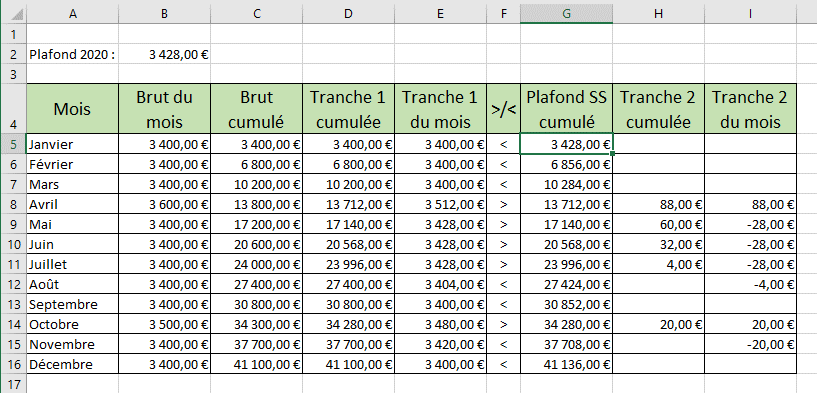 A B C D E F G H I
1
2 Plafond 2020 : 3 428,00 €
3
4 Mois Brut du mois Brut cumulé Tranche 1 cumulée Tranche 1 du mois >/< Plafond SS cumulé Tranche 2 cumulée Tranche 2 du mois
5 Janvier 3 400,00 € 3 400,00 € 3 400,00 € 3 400,00 € < 3 428,00 €
6 Février 3 400,00 € 6 800,00 € 6 800,00 € 3 400,00 € < 6 856,00 €
7 Mars 3 400,00 € 10 200,00 € 10 200,00 € 3 400,00 € < 10 284,00 €
8 Avril 3 600,00 € 13 800,00 € 13 712,00 € 3 512,00 € > 13 712,00 € 88,00 € 88,00 €
9 Mai 3 400,00 € 17 200,00 € 17 140,00 € 3 428,00 € > 17 140,00 € 60,00 € -28,00 €
10 Juin 3 400,00 € 20 600,00 € 20 568,00 € 3 428,00 € > 20 568,00 € 32,00 € -28,00 €
11 Juillet 3 400,00 € 24 000,00 € 23 996,00 € 3 428,00 € > 23 996,00 € 4,00 € -28,00 €
12 Août 3 400,00 € 27 400,00 € 27 400,00 € 3 404,00 € < 27 424,00 € -4,00 €
13 Septembre 3 400,00 € 30 800,00 € 30 800,00 € 3 400,00 € < 30 852,00 €
14 Octobre 3 500,00 € 34 300,00 € 34 280,00 € 3 480,00 € > 34 280,00 € 20,00 € 20,00 €
15 Novembre 3 400,00 € 37 700,00 € 37 700,00 € 3 420,00 € < 37 708,00 € -20,00 €
16 Décembre 3 400,00 € 41 100,00 € 41 100,00 € 3 400,00 € < 41 136,00 €
17